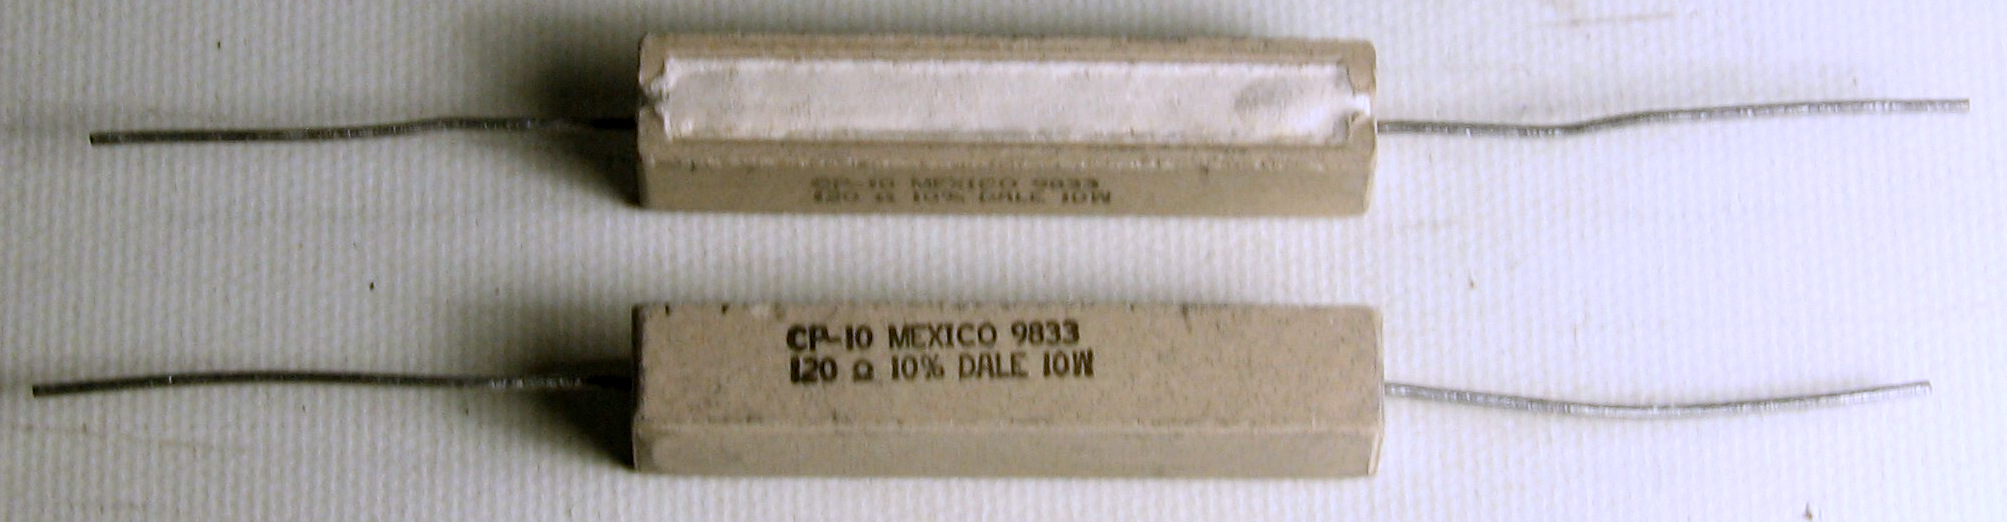 CP-10 MEXICO 9833
120 Ω 10% DALE 10W
CP-10 MEXICO 9833
120 Ω 10% DALE 10W